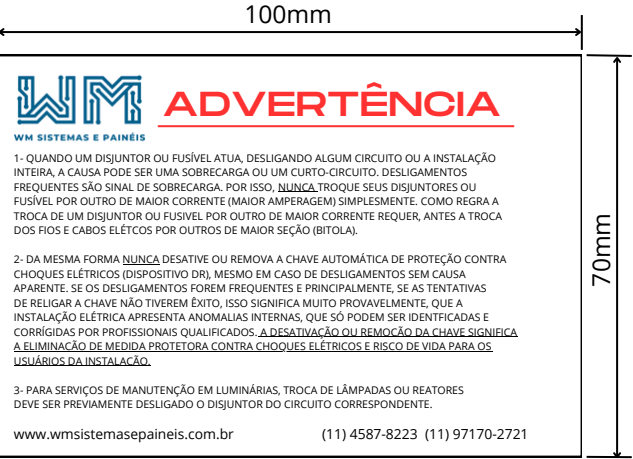 100mm
WM
ADVERTÊNCIA
WM SISTEMAS E PAINÉIS
1- QUANDO UM DISJUNTOR OU FUSÍVEL ATUA, DESLIGANDO ALGUM CIRCUITO OU A INSTALAÇÃO
INTEIRA, A CAUSA PODE SER UMA SOBRECARGA OU UM CURTO-CIRCUITO. DESLIGAMENTOS
FREQUENTES SÃO SINAL DE SOBRECARGA. POR ISSO, NUNCA TROQUE SEUS DISJUNTORES OU
FUSÍVEL POR OUTRO DE MAIOR CORRENTE (MAIOR AMPERAGEM) SIMPLESMENTE. COMO REGRA A
TROCA DE UM DISJUNTOR OU FUSIVEL POR OUTRO DE MAIOR CORRENTE REQUER, ANTES A TROCA
DOS FIOS E CABOS ELÉTCOS POR OUTROS DE MAIOR SEÇÃO (BITOLA).
2- DA MESMA FORMA NUNCA DESATIVE OU REMOVA A CHAVE AUTOMÁTICA DE PROTEÇÃO CONTRA
CHOQUES ELÉTRICOS (DISPOSITIVO DR), MESMO EM CASO DE DESLIGAMENTOS SEM CAUSA
APARENTE. SE OS DESLIGAMENTOS FOREM FREQUENTES E PRINCIPALMENTE, SE AS TENTATIVAS
DE RELIGAR A CHAVE NÃO TIVEREM ÊXITO, ISSO SIGNIFICA MUITO PROVAVELMENTE, QUE A
INSTALAÇÃO ELÉTRICA APRESENTA ANOMALIAS INTERNAS, QUE SÓ PODEM SER IDENTFICADAS E
CORRÍGIDAS POR PROFISSIONAIS QUALIFICADOS. A DESATIVAÇÃO OU REMOÇÃO DA CHAVE SIGNIFICA
A ELIMINAÇÃO DE MEDIDA PROTETORA CONTRA CHOQUES ELÉTRICOS E RISCO DE VIDA PARA OS
USUÁRIOS DA INSTALAÇÃO.
3- PARA SERVIÇOS DE MANUTENÇÃO EM LUMINÁRIAS, TROCA DE LÂMPADAS OU REATORES
DEVE SER PREVIAMENTE DESLIGADO O DISJUNTOR DO CIRCUITO CORRESPONDENTE.
www.wmsistemasepaineis.com.br (11) 4587-8223 (11) 97170-2721
70mm